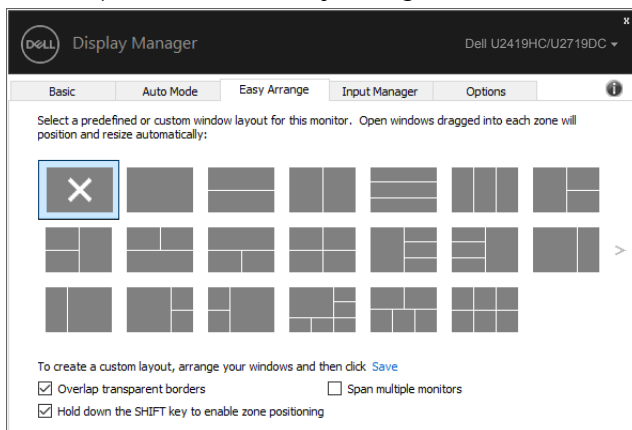 DELL Display Manager Dell U2419HC/U2719DC
Basic Auto Mode Easy Arrange Input Manager Options
Select a predefined or custom window layout for this monitor. Open windows dragged into each zone will
position and resize automatically:
To create a custom layout, arrange your windows and then click Save
Overlap transparent borders Span multiple monitors
Hold down the SHIFT key to enable zone positioning